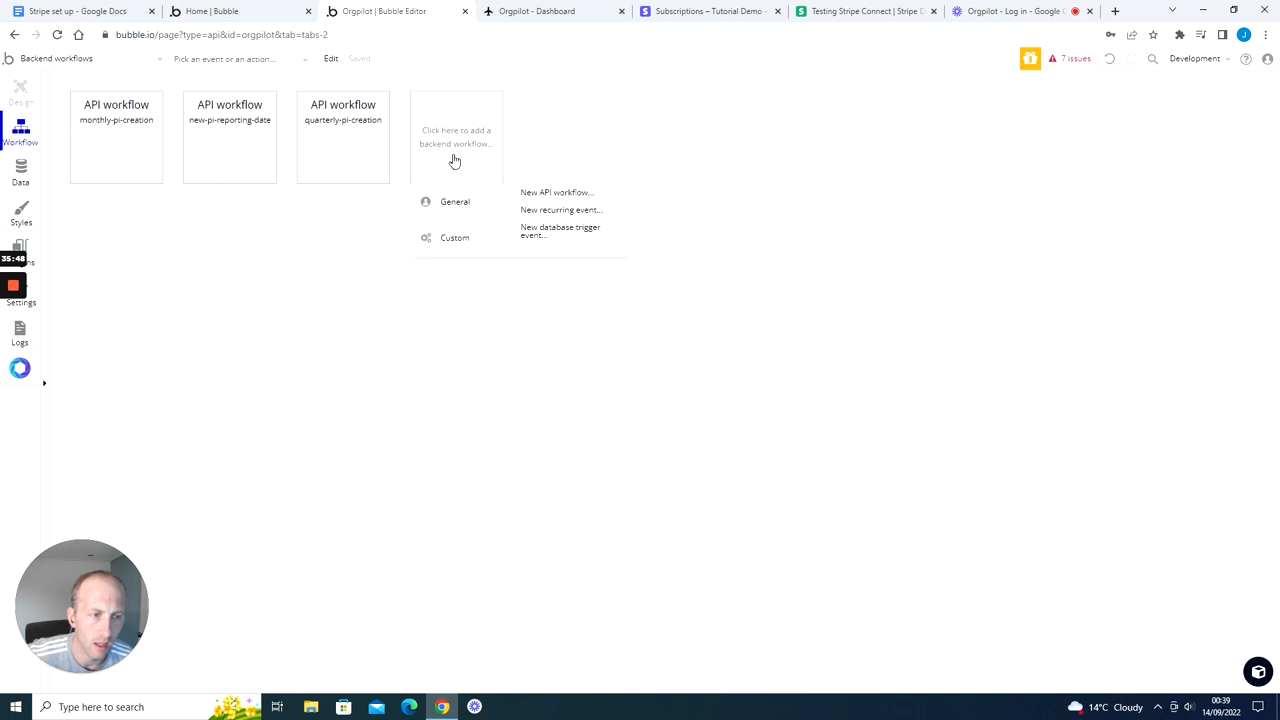 Stripe set up - Google Docs
Home | Bubble
Orgpilot | Bubble Editor
Orgpilot - Dashboard
Subscriptions – Tutorial Demo –
Testing Stripe Connect | Stripe D
Orgpilot - Log in - Google C
bubble.io/page?type=api&id=orgpilot&tab=tabs-2
J
Backend workflows
Pick an event or an action...
Edit
Saved
7 issues
Development
Design
Workflow
Data
Styles
35:48
Settings
Logs
API workflow
monthly-pi-creation
API workflow
new-pi-reporting-date
API workflow
quarterly-pi-creation
Click here to add a
backend workflow...
General
Custom
New API workflow...
New recurring event...
New database trigger
event...
Type here to search
14°C Cloudy
00:39
14/09/2022